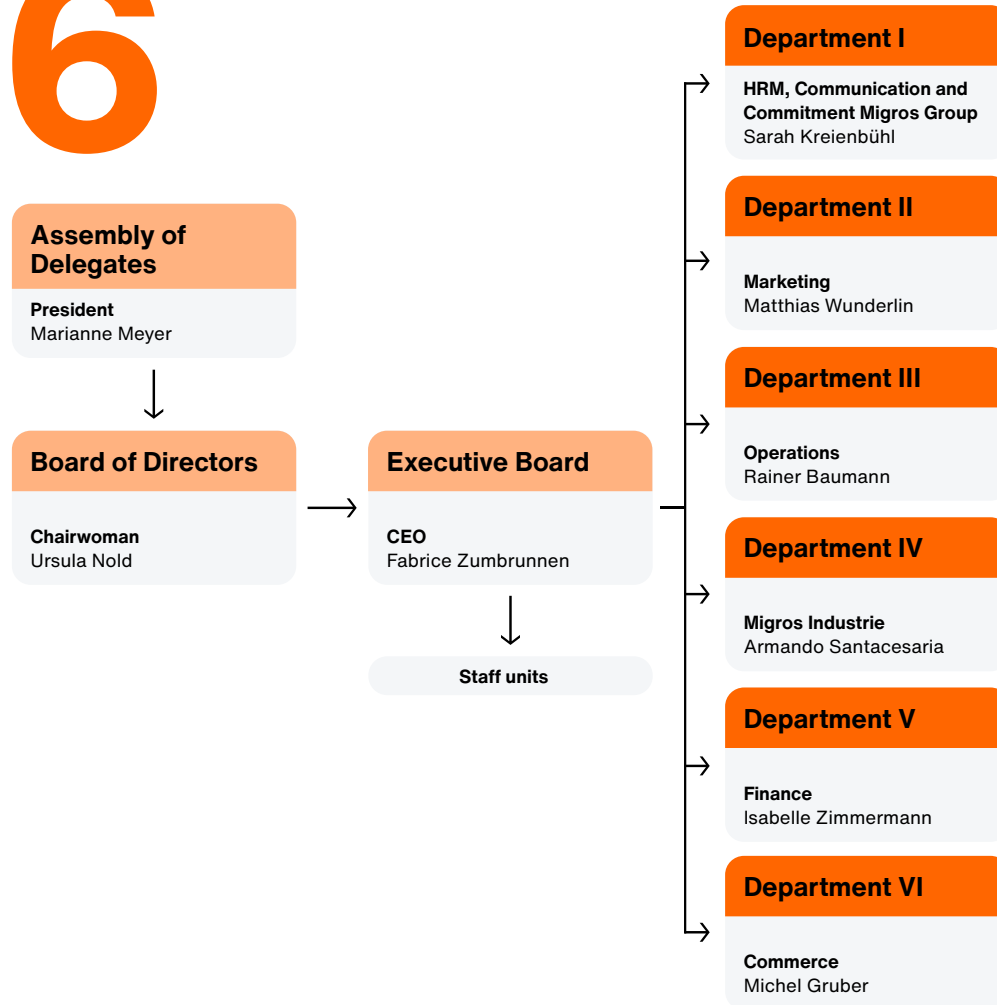 6
Assembly of
Delegates
President
Marianne Meyer
Board of Directors
Chairwoman
Ursula Nold
Executive Board
CEO
Fabrice Zumbrunnen
Staff units
Department I
HRM, Communication and
Commitment Migros Group
Sarah Kreienbühl
Department II
Marketing
Matthias Wunderlin
Department III
Operations
Rainer Baumann
Department IV
Migros Industrie
Armando Santacesaria
Department V
Finance
Isabelle Zimmermann
Department VI
Commerce
Michel Gruber